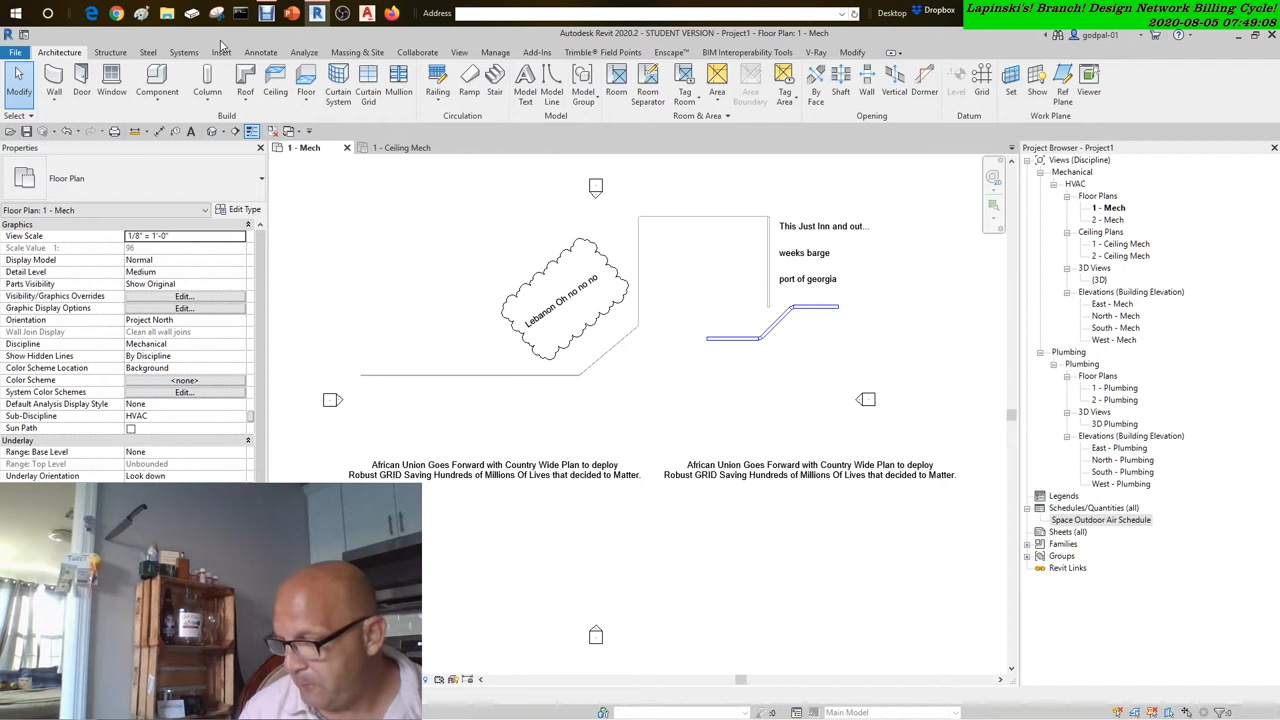 Address
Desktop
Dropbox
Lapinski's! Branch! Design Network Billing Cycle!
2020-08-05 07:49:08
Autodesk Revit 2020.2 - STUDENT VERSION - Project1 - Floor Plan: 1 - Mech
godpal-01
File Architecture Structure Steel Systems Insert Annotate Analyze Massing & Site Collaborate View Manage Add-Ins Trimble® Field Points Enscape™ BIM Interoperability Tools V-Ray Modify
Modify Wall Door Window Component Column Roof Ceiling Floor Curtain System Curtain Grid Mullion Railing Ramp Stair Model Text Model Line Model Group Room Room Separator Tag Room Area Area Boundary Tag Area By Face Shaft Wall Vertical Dormer Level Grid Set Show Ref Plane Viewer
Select Build Circulation Model Room & Area Opening Datum Work Plane
Properties
Floor Plan
Floor Plan: 1 - Mech Edit Type
Graphics
View Scale 1/8" = 1'-0"
Scale Value 1: 96
Display Model Normal
Detail Level Medium
Parts Visibility Show Original
Visibility/Graphics Overrides Edit...
Graphic Display Options Edit...
Orientation Project North
Wall Join Display Clean all wall joins
Discipline Mechanical
Show Hidden Lines By Discipline
Color Scheme Location Background
Color Scheme <none>
System Color Schemes Edit...
Default Analysis Display Style None
Sub-Discipline HVAC
Sun Path
Underlay
Range: Base Level None
Range: Top Level Unbounded
Underlay Orientation Look down
1 - Mech
1 - Ceiling Mech
Lebanon Oh no no no
This Just Inn and out...
weeks barge
port of georgia
African Union Goes Forward with Country Wide Plan to deploy
Robust GRID Saving Hundreds of Millions Of Lives that decided to Matter.
African Union Goes Forward with Country Wide Plan to deploy
Robust GRID Saving Hundreds of Millions Of Lives that decided to Matter.
Project Browser - Project1
Views (Discipline)
Mechanical
HVAC
Floor Plans
1 - Mech
2 - Mech
Ceiling Plans
1 - Ceiling Mech
2 - Ceiling Mech
3D Views
{3D}
Elevations (Building Elevation)
East - Mech
North - Mech
South - Mech
West - Mech
Plumbing
Plumbing
Floor Plans
1 - Plumbing
2 - Plumbing
3D Views
3D Plumbing
Elevations (Building Elevation)
East - Plumbing
North - Plumbing
South - Plumbing
West - Plumbing
Legends
Schedules/Quantities (all)
Space Outdoor Air Schedule
Sheets (all)
Families
Groups
Revit Links
:0
Main Model
:0